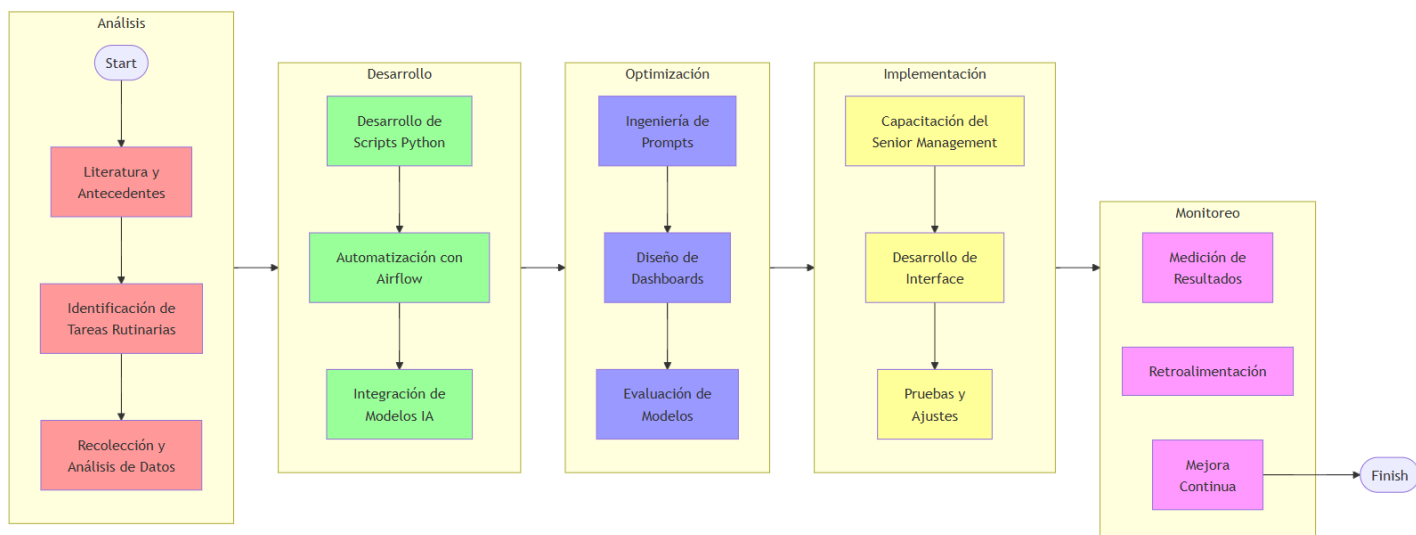 Análisis
Start
Literatura y
Antecedentes
Identificación de
Tareas Rutinarias
Recolección y
Análisis de Datos
Desarrollo
Desarrollo de
Scripts Python
Automatización con
Airflow
Integración de
Modelos IA
Optimización
Ingeniería de
Prompts
Diseño de
Dashboards
Evaluación de
Modelos
Implementación
Capacitación del
Senior Management
Desarrollo de
Interface
Pruebas y
Ajustes
Monitoreo
Medición de
Resultados
Retroalimentación
Mejora
Continua
Finish